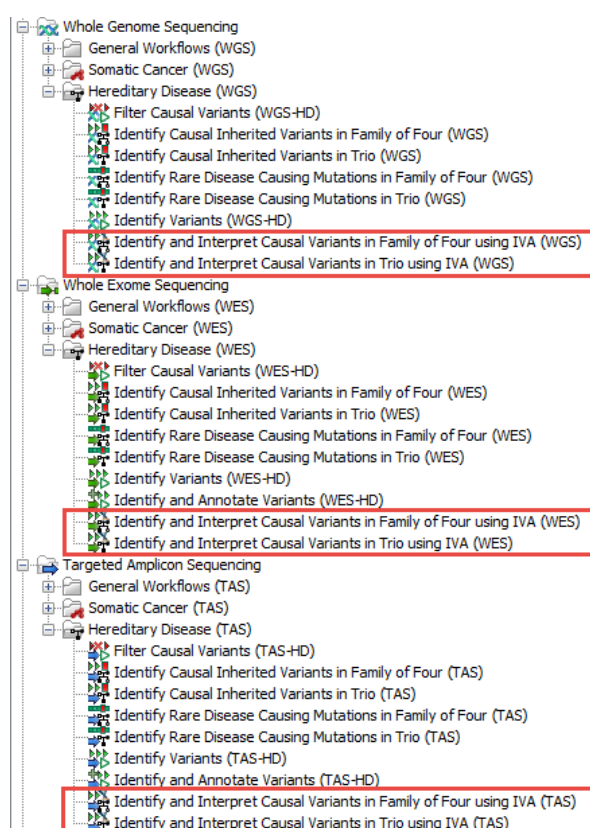 Whole Genome Sequencing
General Workflows (WGS)
Somatic Cancer (WGS)
Hereditary Disease (WGS)
Filter Causal Variants (WGS-HD)
Identify Causal Inherited Variants in Family of Four (WGS)
Identify Causal Inherited Variants in Trio (WGS)
Identify Rare Disease Causing Mutations in Family of Four (WGS)
Identify Rare Disease Causing Mutations in Trio (WGS)
Identify Variants (WGS-HD)
Identify and Interpret Causal Variants in Family of Four using IVA (WGS)
Identify and Interpret Causal Variants in Trio using IVA (WGS)
Whole Exome Sequencing
General Workflows (WES)
Somatic Cancer (WES)
Hereditary Disease (WES)
Filter Causal Variants (WES-HD)
Identify Causal Inherited Variants in Family of Four (WES)
Identify Causal Inherited Variants in Trio (WES)
Identify Rare Disease Causing Mutations in Family of Four (WES)
Identify Rare Disease Causing Mutations in Trio (WES)
Identify Variants (WES-HD)
Identify and Annotate Variants (WES-HD)
Identify and Interpret Causal Variants in Family of Four using IVA (WES)
Identify and Interpret Causal Variants in Trio using IVA (WES)
Targeted Amplicon Sequencing
General Workflows (TAS)
Somatic Cancer (TAS)
Hereditary Disease (TAS)
Filter Causal Variants (TAS-HD)
Identify Causal Inherited Variants in Family of Four (TAS)
Identify Causal Inherited Variants in Trio (TAS)
Identify Rare Disease Causing Mutations in Family of Four (TAS)
Identify Rare Disease Causing Mutations in Trio (TAS)
Identify Variants (TAS-HD)
Identify and Annotate Variants (TAS-HD)
Identify and Interpret Causal Variants in Family of Four using IVA (TAS)
Identify and Interpret Causal Variants in Trio using IVA (TAS)